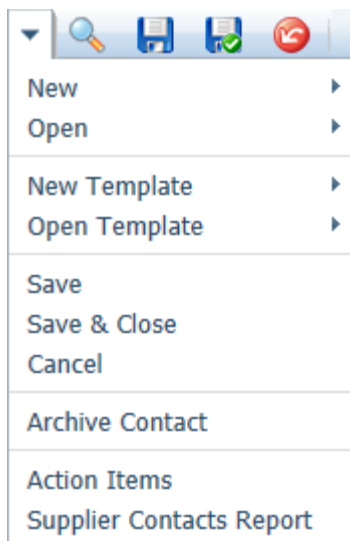 New
Open
New Template
Open Template
Save
Save & Close
Cancel
Archive Contact
Action Items
Supplier Contacts Report